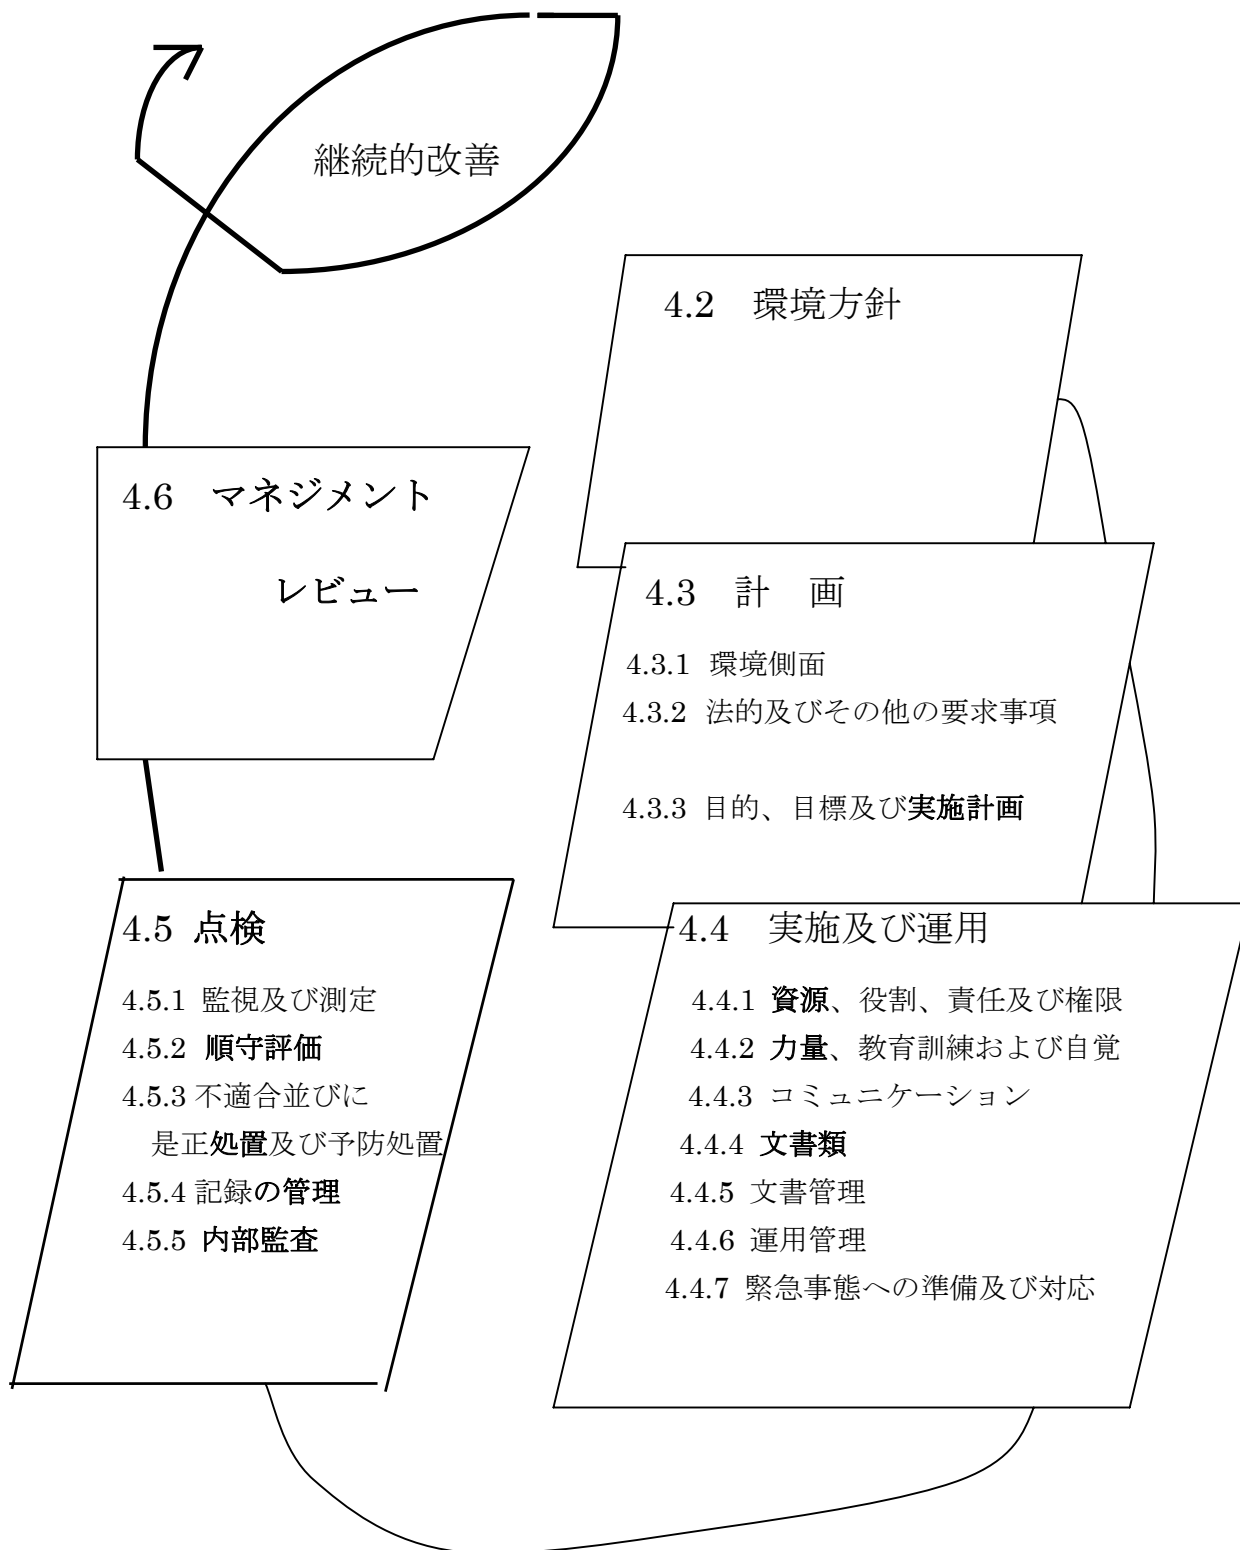 継続的改善
4.2　環境方針
4.3　計　画
4.3.1 環境側面
4.3.2 法的及びその他の要求事項
4.3.3 目的、目標及び実施計画
4.4　実施及び運用
4.4.1 資源、役割、責任及び権限
4.4.2 力量、教育訓練および自覚
4.4.3 コミュニケーション
4.4.4 文書類
4.4.5 文書管理
4.4.6 運用管理
4.4.7 緊急事態への準備及び対応
4.5 点検
4.5.1 監視及び測定
4.5.2 順守評価
4.5.3 不適合並びに
是正処置及び予防処置
4.5.4 記録の管理
4.5.5 内部監査
4.6　マネジメント
レビュー